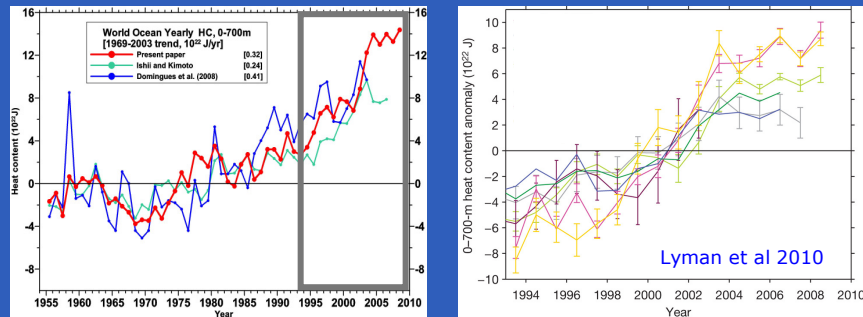 World Ocean Yearly HC, 0-700m
[1969-2003 trend, 10²² J/yr]
Present paper [0.32]
Ishii and Kimoto [0.24]
Domingues et al. (2008) [0.41]
Heat content (10²²J)
16
12
8
4
0
-4
-8
16
12
8
4
0
-4
-8
1955 1960 1965 1970 1975 1980 1985 1990 1995 2000 2005 2010
Year
0–700-m heat content anomaly (10²² J)
10
8
6
4
2
0
−2
−4
−6
−8
−10
Lyman et al 2010
1994 1996 1998 2000 2002 2004 2006 2008 2010
Year